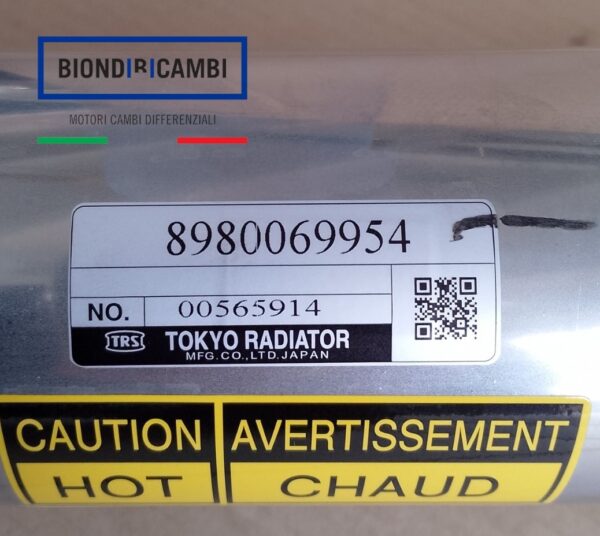 BIONDIRICAMBI
MOTORI CAMBI DIFFERENZIALI
8980069954
NO. 00565914
TRS TOKYO RADIATOR
MFG.CO.,LTD.JAPAN
CAUTION AVERTISSEMENT
HOT CHAUD